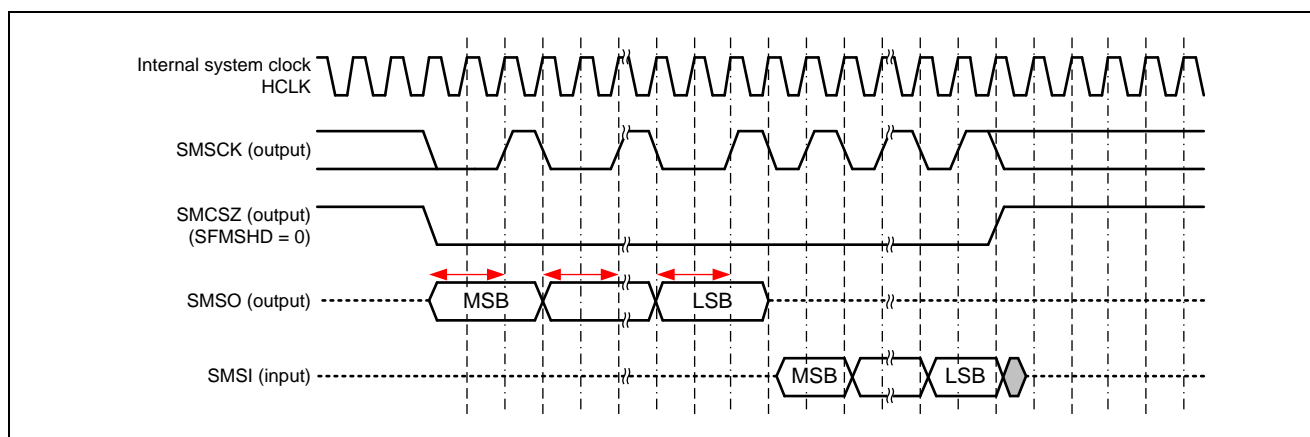 Internal system clock
HCLK
SMSCK (output)
SMCSZ (output)
(SFMSHD = 0)
SMSO (output)
MSB
LSB
SMSI (input)
MSB
LSB